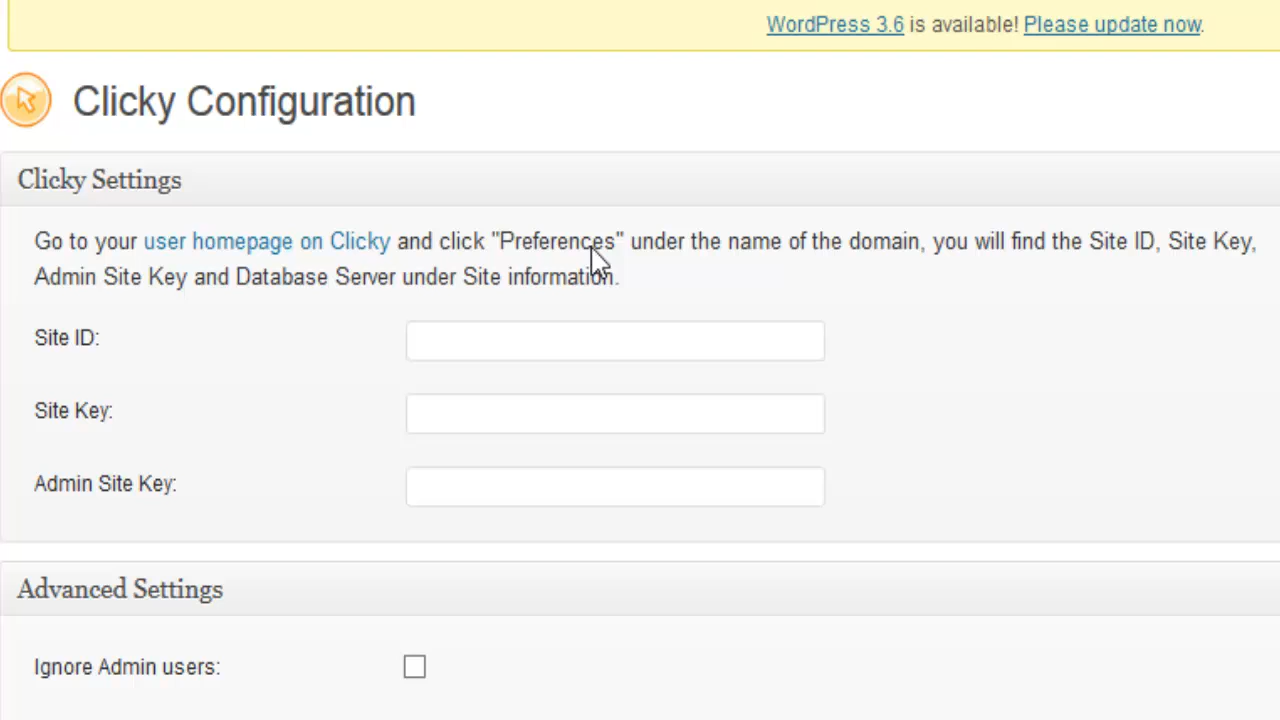 WordPress 3.6 is available! Please update now.
Clicky Configuration
Clicky Settings
Go to your user homepage on Clicky and click "Preferences" under the name of the domain, you will find the Site ID, Site Key,
Admin Site Key and Database Server under Site information.
Site ID:
Site Key:
Admin Site Key:
Advanced Settings
Ignore Admin users: